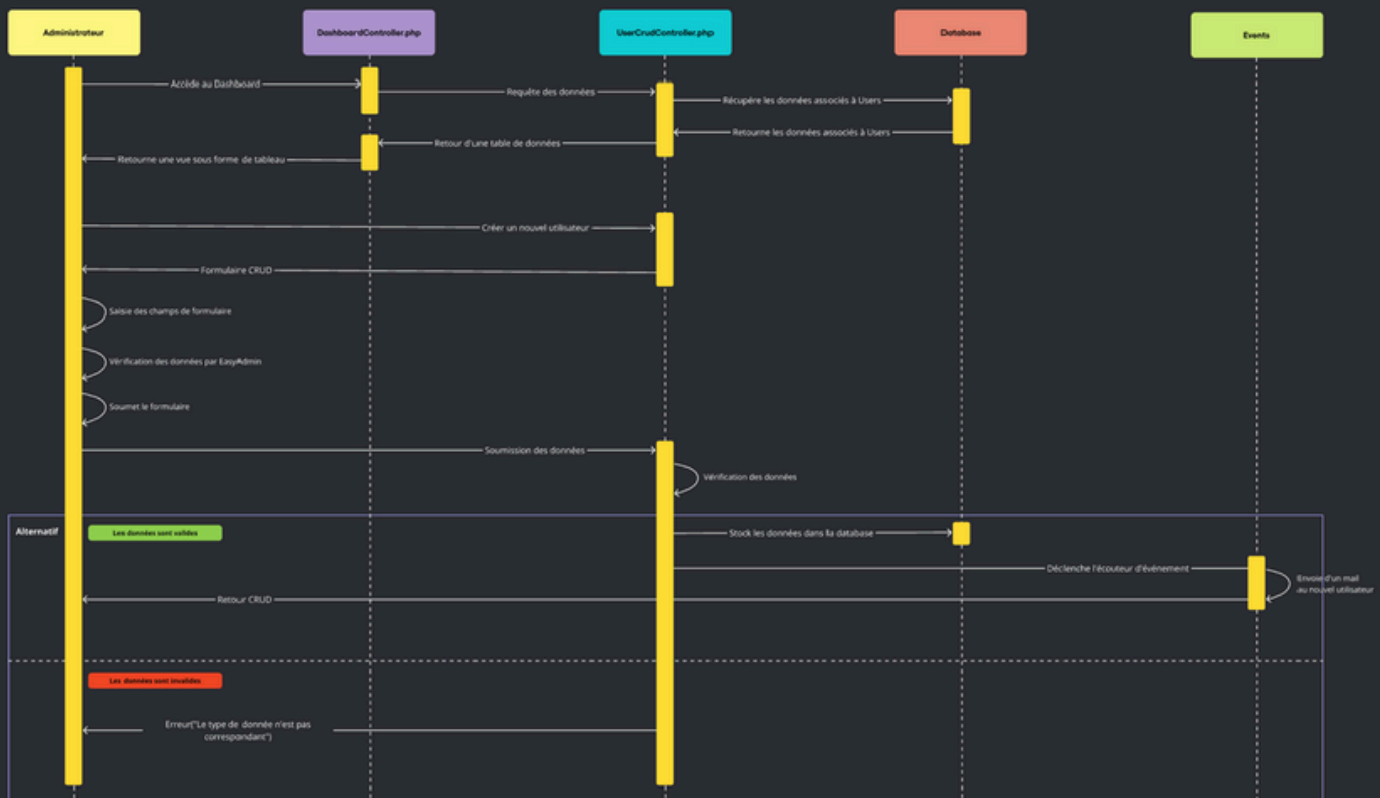 Administrateur
DashboardController.php
UserCrudController.php
Database
Events
Accède au Dashboard
Requête des données
Récupère les données associés à Users
Retourne les données associés à Users
Retour d'une table de données
Retourne une vue sous forme de tableau
Créer un nouvel utilisateur
Formulaire CRUD
Saisie des champs de formulaire
Vérification des données par EasyAdmin
Soumet le formulaire
Soumission des données
Vérification des données
Alternatif
Les données sont valides
Stock les données dans la database
Déclenche l'écouteur d'événement
Envoie d'un mail
au nouvel utilisateur
Retour CRUD
Les données sont invalides
Erreur("Le type de donnée n'est pas
correspondant")